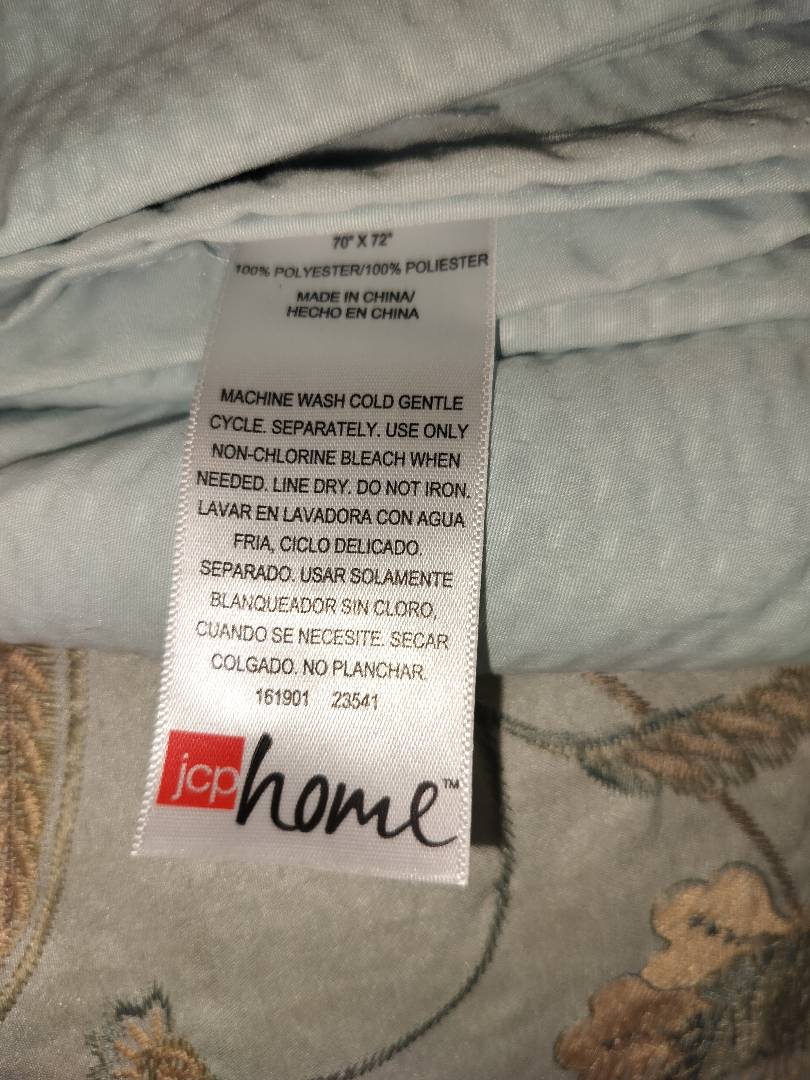 70" X 72"
100% POLYESTER/100% POLIESTER
MADE IN CHINA/
HECHO EN CHINA
MACHINE WASH COLD GENTLE
CYCLE. SEPARATELY. USE ONLY
NON-CHLORINE BLEACH WHEN
NEEDED. LINE DRY. DO NOT IRON.
LAVAR EN LAVADORA CON AGUA
FRIA, CICLO DELICADO.
SEPARADO. USAR SOLAMENTE
BLANQUEADOR SIN CLORO,
CUANDO SE NECESITE. SECAR
COLGADO. NO PLANCHAR.
161901 23541
jcp home™